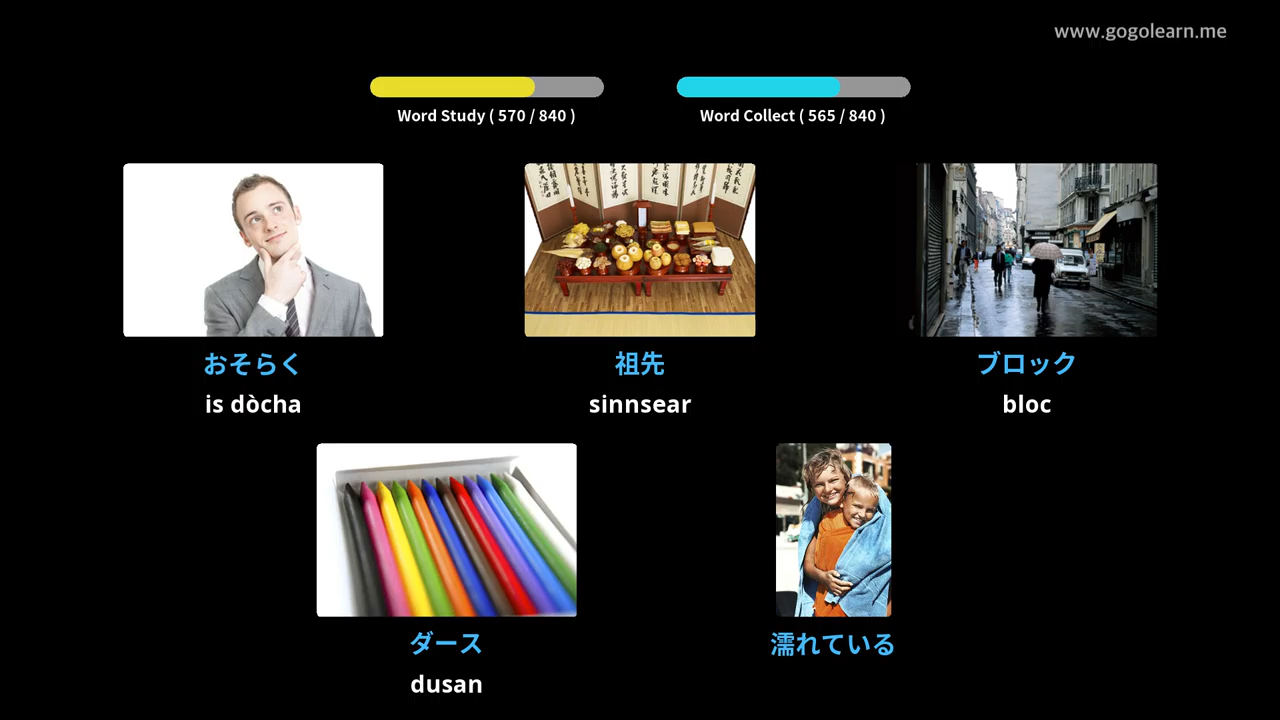 www.gogolearn.me
Word Study ( 570 / 840 )
Word Collect ( 565 / 840 )
おそらく
is dòcha
祖先
sinnsear
ブロック
bloc
ダース
dusan
濡れている